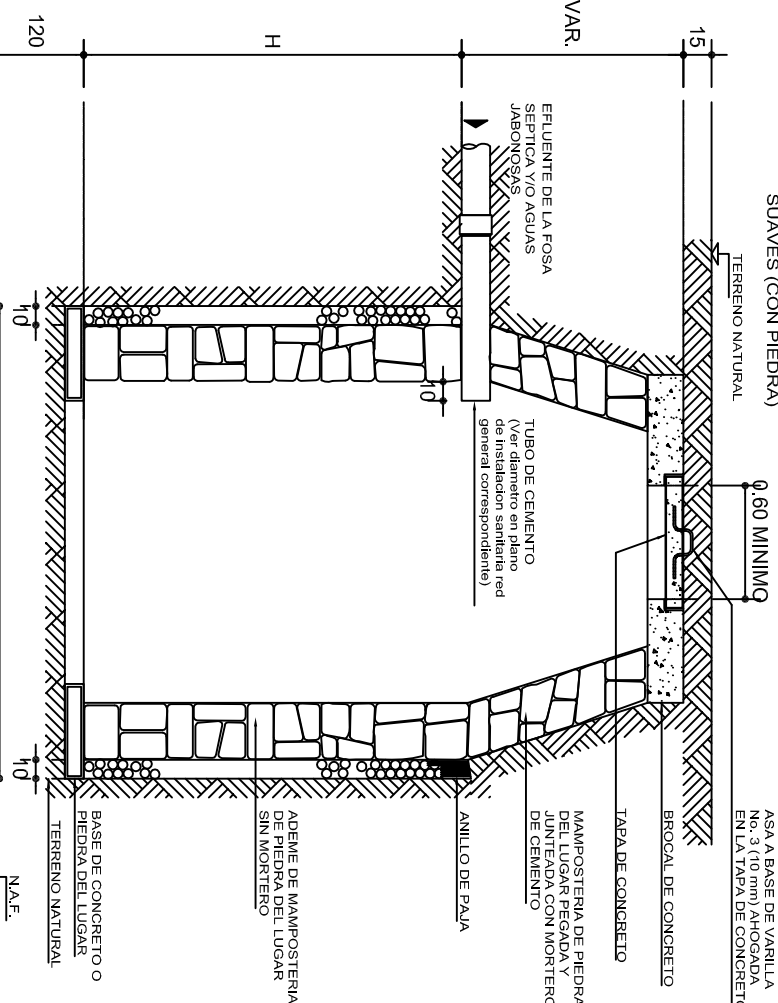 SUAVES (CON PIEDRA)
TERRENO NATURAL
15
VAR.
H
120
EFLUENTE DE LA FOSA
SEPTICA Y/O AGUAS
JABONOSAS
0.60 MINIMO
10
10
10
TUBO DE CEMENTO
(Ver diametro en plano
de instalacion sanitaria red
general correspondiente)
ASA A BASE DE VARILLA
No. 3 (10 mm) AHOGADA
EN LA TAPA DE CONCRETO
BROCAL DE CONCRETO
TAPA DE CONCRETO
MAMPOSTERIA DE PIEDRA
DEL LUGAR PEGADA Y
JUNTEADA CON MORTERO
DE CEMENTO
ANILLO DE PAJA
ADEME DE MAMPOSTERIA
DE PIEDRA DEL LUGAR
SIN MORTERO
BASE DE CONCRETO O
PIEDRA DEL LUGAR
TERRENO NATURAL
N.A.F.